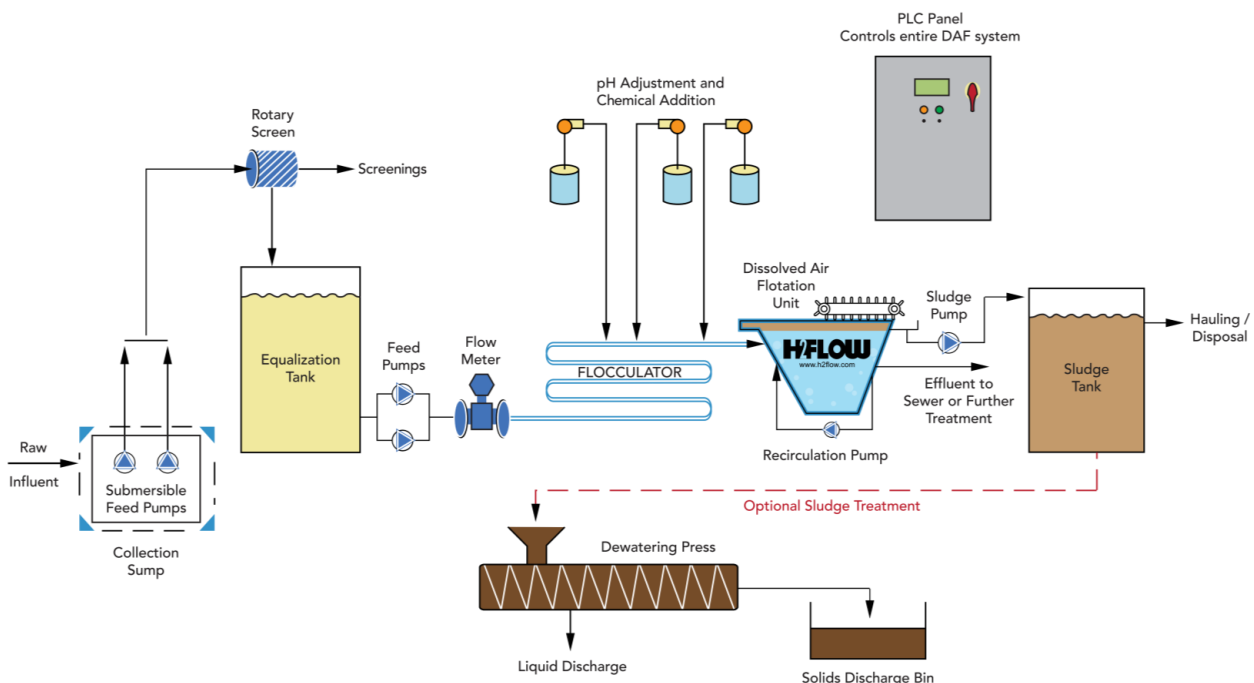 PLC Panel
Controls entire DAF system
pH Adjustment and
Chemical Addition
Rotary
Screen
Screenings
Dissolved Air
Flotation
Unit
Sludge
Pump
Hauling /
Disposal
Equalization
Tank
Feed
Pumps
Flow
Meter
FLOCCULATOR
H2FLOW
www.h2flow.com
Effluent to
Sewer or Further
Treatment
Sludge
Tank
Raw
Influent
Submersible
Feed Pumps
Collection
Sump
Recirculation Pump
Optional Sludge Treatment
Dewatering Press
Liquid Discharge
Solids Discharge Bin